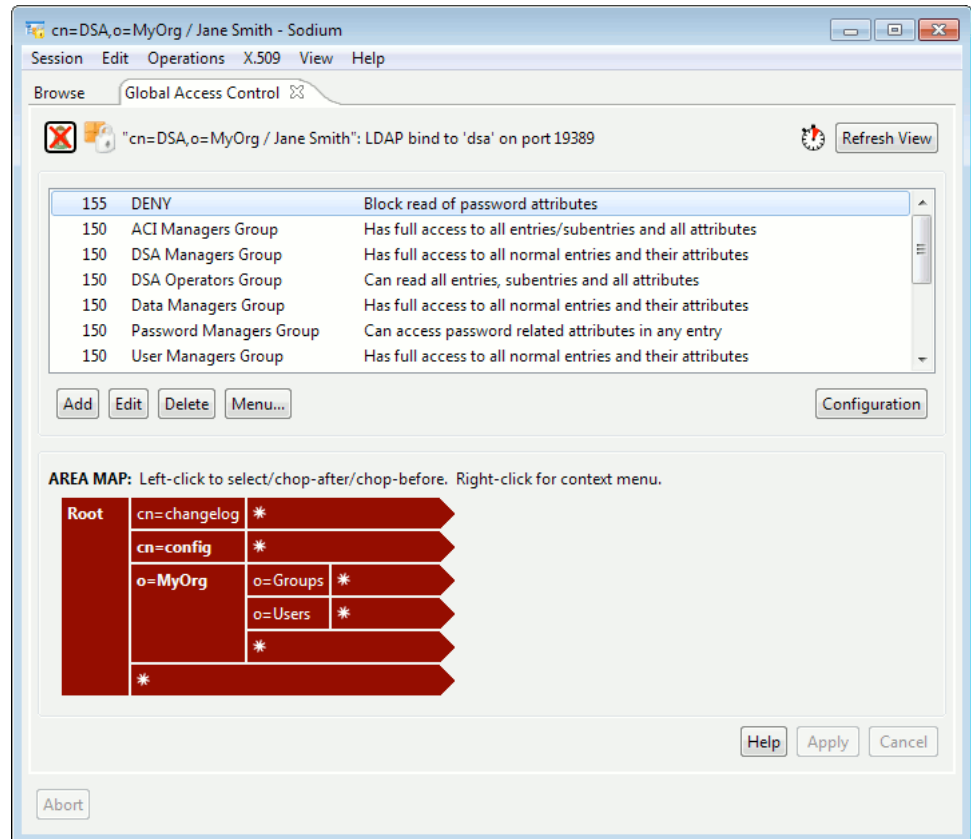 cn=DSA,o=MyOrg / Jane Smith - Sodium
Session Edit Operations X.509 View Help
Browse Global Access Control
"cn=DSA,o=MyOrg / Jane Smith": LDAP bind to 'dsa' on port 19389 Refresh View
155 DENY Block read of password attributes
150 ACI Managers Group Has full access to all entries/subentries and all attributes
150 DSA Managers Group Has full access to all normal entries and their attributes
150 DSA Operators Group Can read all entries, subentries and all attributes
150 Data Managers Group Has full access to all normal entries and their attributes
150 Password Managers Group Can access password related attributes in any entry
150 User Managers Group Has full access to all normal entries and their attributes
Add Edit Delete Menu... Configuration
AREA MAP: Left-click to select/chop-after/chop-before. Right-click for context menu.
Root cn=changelog *
cn=config *
o=MyOrg o=Groups *
o=Users *
*
*
Help Apply Cancel
Abort